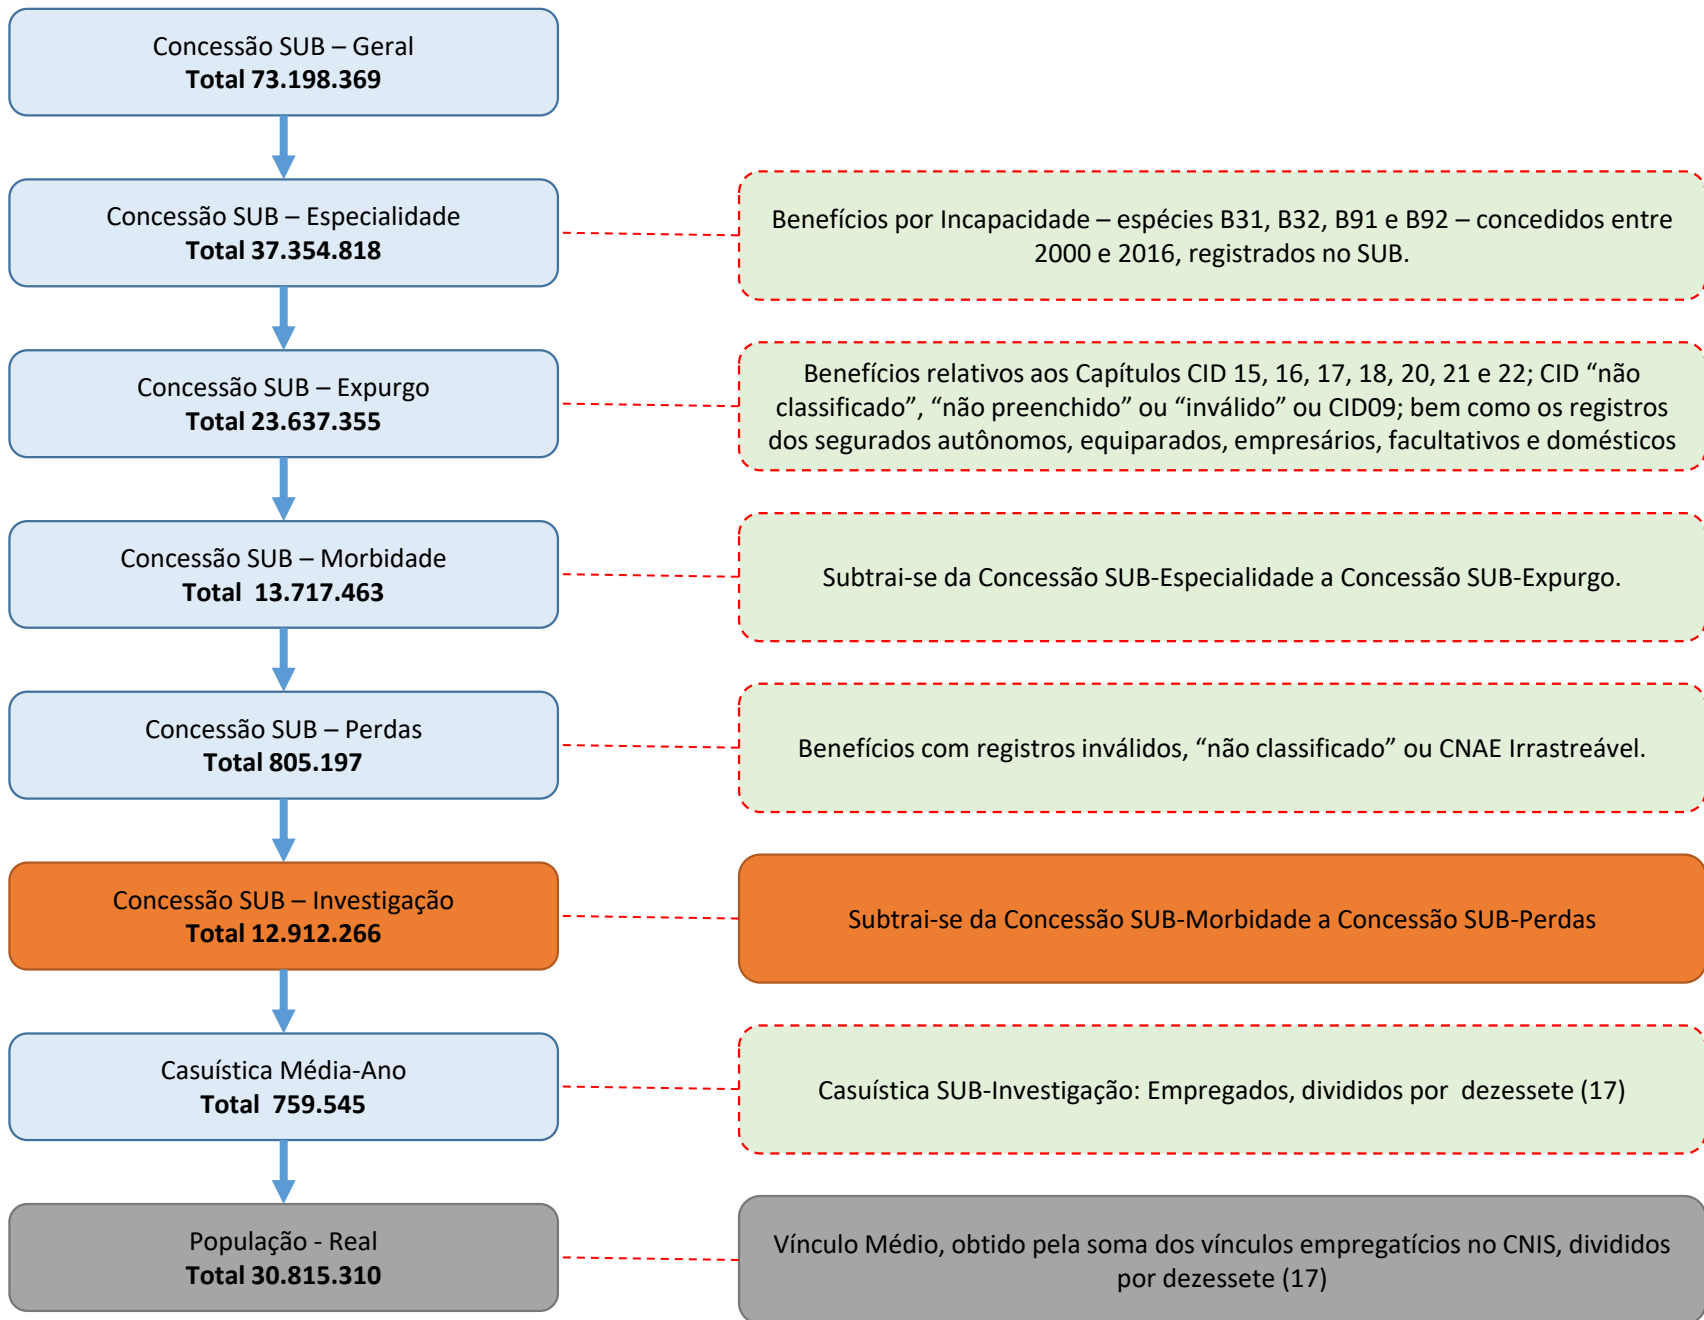 Concessão SUB – Geral
Total 73.198.369
Concessão SUB – Especialidade
Total 37.354.818
Benefícios por Incapacidade – espécies B31, B32, B91 e B92 – concedidos entre
2000 e 2016, registrados no SUB.
Concessão SUB – Expurgo
Total 23.637.355
Benefícios relativos aos Capítulos CID 15, 16, 17, 18, 20, 21 e 22; CID “não
classificado”, “não preenchido” ou “inválido” ou CID09; bem como os registros
dos segurados autônomos, equiparados, empresários, facultativos e domésticos
Concessão SUB – Morbidade
Total 13.717.463
Subtrai-se da Concessão SUB-Especialidade a Concessão SUB-Expurgo.
Concessão SUB – Perdas
Total 805.197
Benefícios com registros inválidos, “não classificado” ou CNAE Irrastreável.
Concessão SUB – Investigação
Total 12.912.266
Subtrai-se da Concessão SUB-Morbidade a Concessão SUB-Perdas
Casuística Média-Ano
Total 759.545
Casuística SUB-Investigação: Empregados, divididos por dezessete (17)
População - Real
Total 30.815.310
Vínculo Médio, obtido pela soma dos vínculos empregatícios no CNIS, divididos
por dezessete (17)